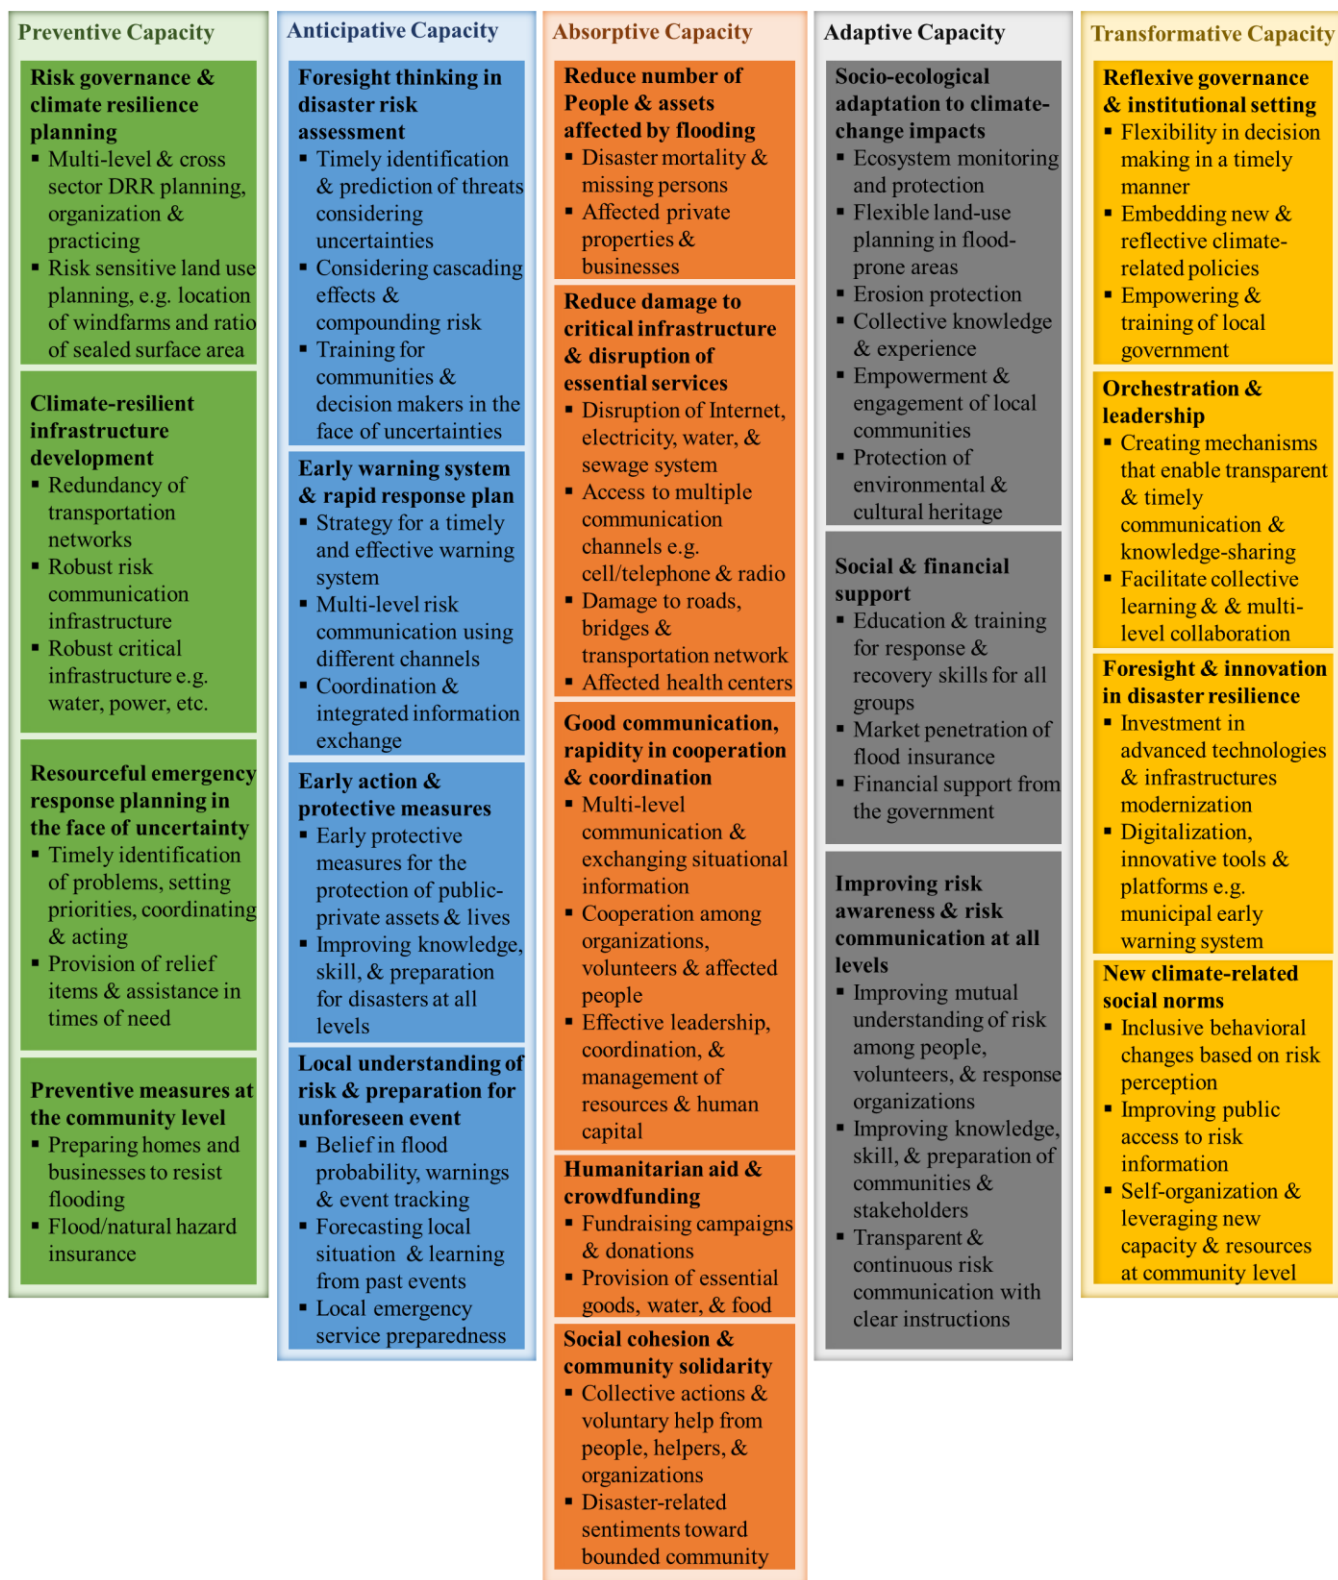 Preventive Capacity
Risk governance &
climate resilience
planning
▪ Multi-level & cross
sector DRR planning,
organization &
practicing
▪ Risk sensitive land use
planning, e.g. location
of windfarms and ratio
of sealed surface area
Climate-resilient
infrastructure
development
▪ Redundancy of
transportation
networks
▪ Robust risk
communication
infrastructure
▪ Robust critical
infrastructure e.g.
water, power, etc.
Resourceful emergency
response planning in
the face of uncertainty
▪ Timely identification
of problems, setting
priorities, coordinating
& acting
▪ Provision of relief
items & assistance in
times of need
Preventive measures at
the community level
▪ Preparing homes and
businesses to resist
flooding
▪ Flood/natural hazard
insurance
Anticipative Capacity
Foresight thinking in
disaster risk
assessment
▪ Timely identification
& prediction of threats
considering
uncertainties
▪ Considering cascading
effects &
compounding risk
▪ Training for
communities &
decision makers in the
face of uncertainties
Early warning system
& rapid response plan
▪ Strategy for a timely
and effective warning
system
▪ Multi-level risk
communication using
different channels
▪ Coordination &
integrated information
exchange
Early action &
protective measures
▪ Early protective
measures for the
protection of public-
private assets & lives
▪ Improving knowledge,
skill, & preparation
for disasters at all
levels
Local understanding of
risk & preparation for
unforeseen event
▪ Belief in flood
probability, warnings
& event tracking
▪ Forecasting local
situation & learning
from past events
▪ Local emergency
service preparedness
Absorptive Capacity
Reduce number of
People & assets
affected by flooding
▪ Disaster mortality &
missing persons
▪ Affected private
properties &
businesses
Reduce damage to
critical infrastructure
& disruption of
essential services
▪ Disruption of Internet,
electricity, water, &
sewage system
▪ Access to multiple
communication
channels e.g.
cell/telephone & radio
▪ Damage to roads,
bridges &
transportation network
▪ Affected health centers
Good communication,
rapidity in cooperation
& coordination
▪ Multi-level
communication &
exchanging situational
information
▪ Cooperation among
organizations,
volunteers & affected
people
▪ Effective leadership,
coordination, &
management of
resources & human
capital
Humanitarian aid &
crowdfunding
▪ Fundraising campaigns
& donations
▪ Provision of essential
goods, water, & food
Social cohesion &
community solidarity
▪ Collective actions &
voluntary help from
people, helpers, &
organizations
▪ Disaster-related
sentiments toward
bounded community
Adaptive Capacity
Socio-ecological
adaptation to climate-
change impacts
▪ Ecosystem monitoring
and protection
▪ Flexible land-use
planning in flood-
prone areas
▪ Erosion protection
▪ Collective knowledge
& experience
▪ Empowerment &
engagement of local
communities
▪ Protection of
environmental &
cultural heritage
Social & financial
support
▪ Education & training
for response &
recovery skills for all
groups
▪ Market penetration of
flood insurance
▪ Financial support from
the government
Improving risk
awareness & risk
communication at all
levels
▪ Improving mutual
understanding of risk
among people,
volunteers, & response
organizations
▪ Improving knowledge,
skill, & preparation of
communities &
stakeholders
▪ Transparent &
continuous risk
communication with
clear instructions
Transformative Capacity
Reflexive governance
& institutional setting
▪ Flexibility in decision
making in a timely
manner
▪ Embedding new &
reflective climate-
related policies
▪ Empowering &
training of local
government
Orchestration &
leadership
▪ Creating mechanisms
that enable transparent
& timely
communication &
knowledge-sharing
▪ Facilitate collective
learning & & multi-
level collaboration
Foresight & innovation
in disaster resilience
▪ Investment in
advanced technologies
& infrastructures
modernization
▪ Digitalization,
innovative tools &
platforms e.g.
municipal early
warning system
New climate-related
social norms
▪ Inclusive behavioral
changes based on risk
perception
▪ Improving public
access to risk
information
▪ Self-organization &
leveraging new
capacity & resources
at community level